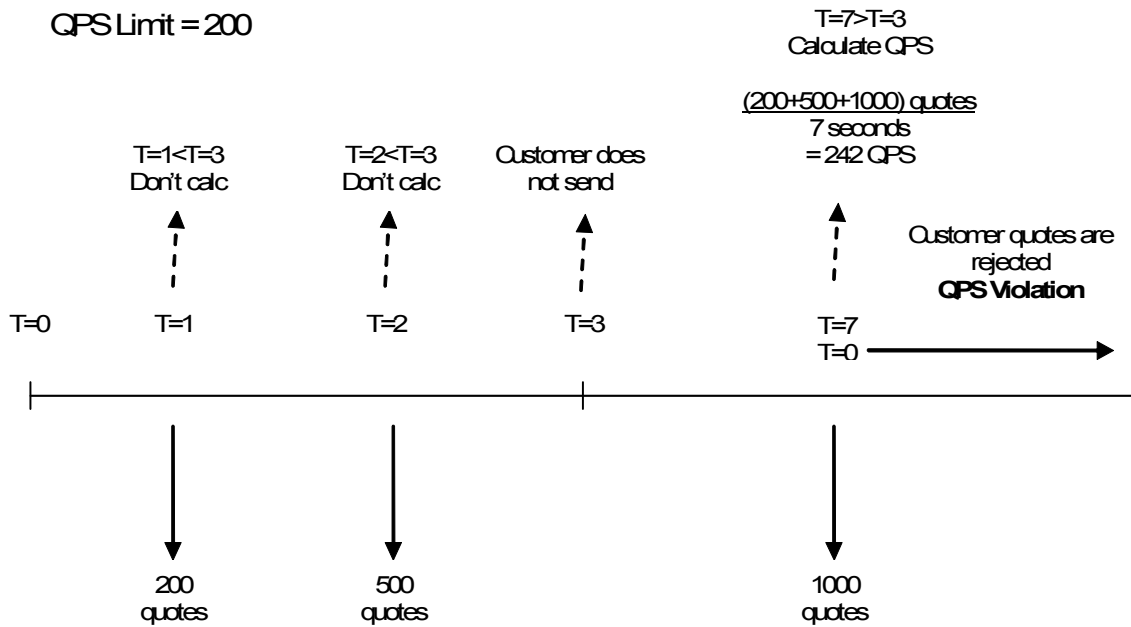 QPS Limit = 200
T=7>T=3
Calculate QPS
(200+500+1000) quotes
7 seconds
= 242 QPS
T=1<T=3
Don't calc
T=2<T=3
Don't calc
Customer does
not send
Customer quotes are
rejected
QPS Violation
T=0
T=1
T=2
T=3
T=7
T=0
200
quotes
500
quotes
1000
quotes